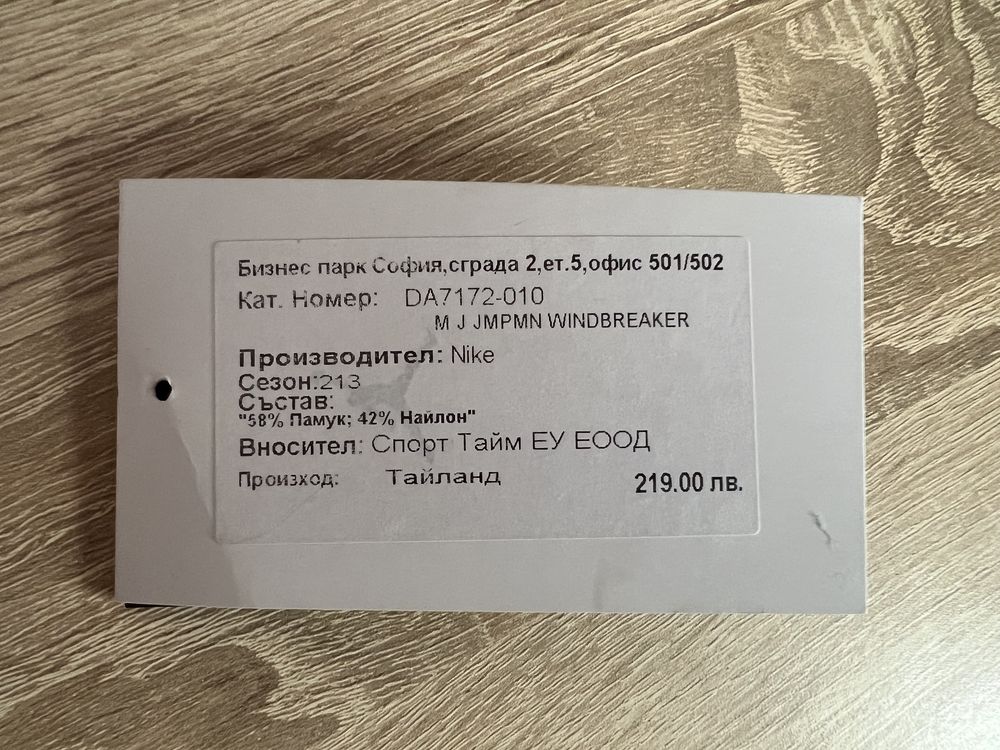 Бизнес парк София,сграда 2,ет.5,офис 501/502
Кат. Номер: DA7172-010
M J JMPMN WINDBREAKER
Производител: Nike
Сезон:213
Състав:
"58% Памук; 42% Найлон"
Вносител: Спорт Тайм ЕУ ЕООД
Произход: Тайланд 219.00 лв.